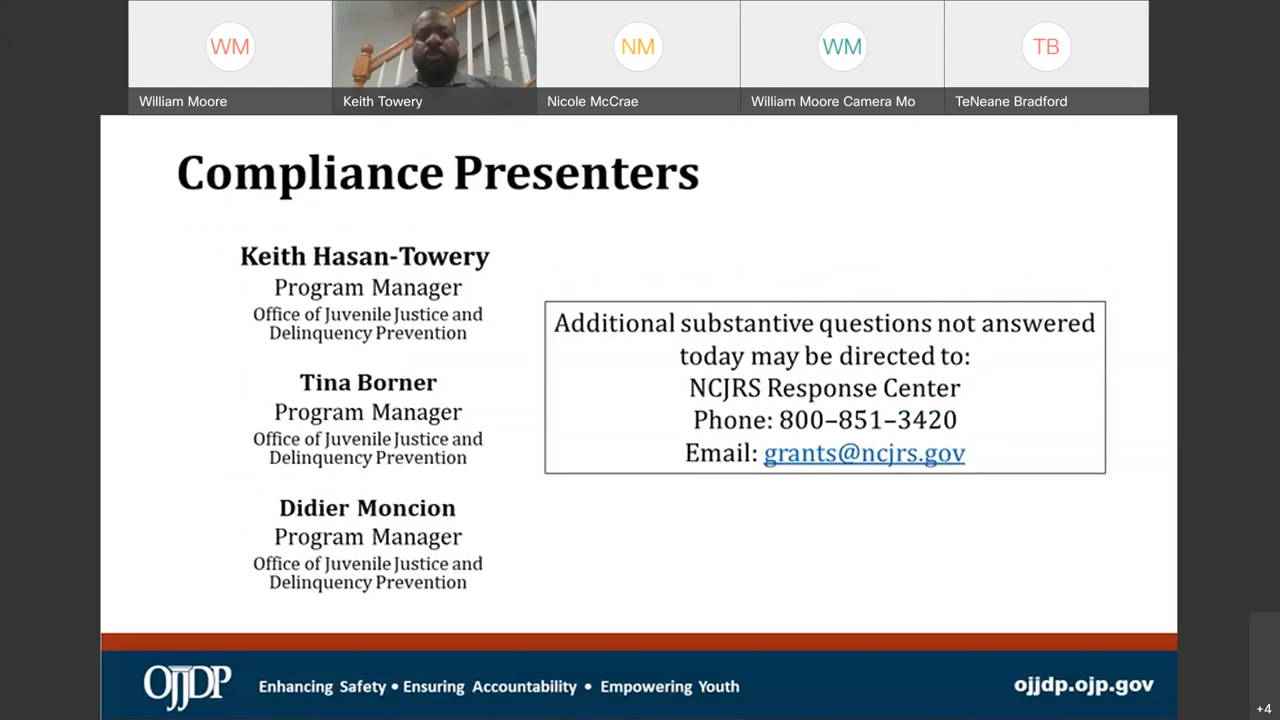 WM
NM
WM
TB
William Moore
Keith Towery
Nicole McCrae
William Moore Camera Mo
TeNeane Bradford
Compliance Presenters
Keith Hasan-Towery
Program Manager
Office of Juvenile Justice and
Delinquency Prevention
Tina Borner
Program Manager
Office of Juvenile Justice and
Delinquency Prevention
Didier Moncion
Program Manager
Office of Juvenile Justice and
Delinquency Prevention
Additional substantive questions not answered
today may be directed to:
NCJRS Response Center
Phone: 800–851–3420
Email: grants@ncjrs.gov
OJJDP
Enhancing Safety • Ensuring Accountability • Empowering Youth
ojjdp.ojp.gov
+4